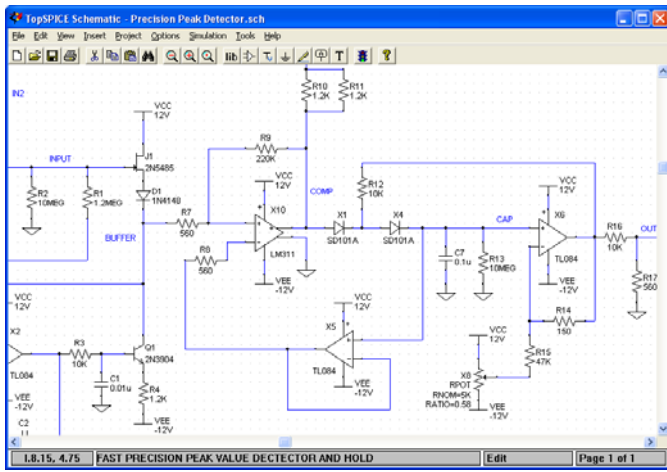 TopSPICE Schematic - Precision Peak Detector.sch
File Edit View Insert Project Options Simulation Tools Help
lib T ?
IN2
R10
1.2K
R11
1.2K
VCC
12V
J1
2N5485
INPUT
R2
10MEG
R1
1.2MEG
D1
1N4148
R9
220K
VCC
12V
COMP
R12
10K
VCC
12V
BUFFER
R7
560
X10
LM311
X1
SD101A
X4
SD101A
CAP
X6
TL084
R16
10K
OUT
R8
560
VEE
-12V
C7
0.1u
R13
10MEG
VEE
-12V
R17
560
VCC
12V
X2
TL084
VEE
-12V
R3
10K
C1
0.01u
Q1
2N3904
R4
1.2K
VEE
-12V
VCC
12V
X5
TL084
VEE
-12V
R14
150
VCC
12V
R15
47K
X8
RPOT
RNOM=5K
RATIO=0.58
VEE
-12V
C2
I.8.15, 4.75 FAST PRECISION PEAK VALUE DECTECTOR AND HOLD Edit Page 1 of 1